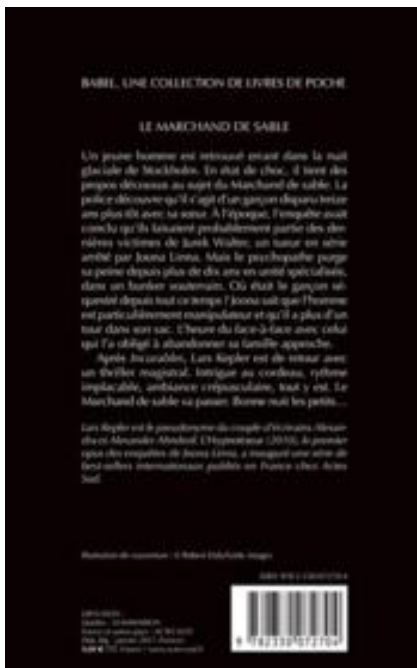 BABEL, UNE COLLECTION DE LIVRES DE POCHE
LE MARCHAND DE SABLE
Un jeune homme est retrouvé errant dans la nuit
glaciale de Stockholm. En état de choc, il tient des
propos décousus au sujet du Marchand de sable. La
police découvre qu'il s'agit d'un garçon disparu treize
ans plus tôt avec sa sœur. À l'époque, l'enquête avait
conclu qu'ils faisaient probablement partie des der-
nières victimes de Jurek Walter, un tueur en série
arrêté par Joona Linna. Mais le psychopathe purge
sa peine depuis plus de dix ans en unité spécialisée,
dans un bunker souterrain. Où était le garçon sé-
questré depuis tout ce temps ? Joona sait que l'homme
est particulièrement manipulateur et qu'il a plus d'un
tour dans son sac. L'heure du face-à-face avec celui
qui l'a obligé à abandonner sa famille approche.
Après Incurables, Lars Kepler est de retour avec
un thriller magistral. Intrigue au cordeau, rythme
implacable, ambiance crépusculaire, tout y est. Le
Marchand de sable va passer. Bonne nuit les petits…
Lars Kepler est le pseudonyme du couple d'écrivains Alexan-
dra et Alexander Ahndoril. L'Hypnotiseur (2010), le premier
opus des enquêtes de Joona Linna, a inauguré une série de
best-sellers internationaux publiés en France chez Actes
Sud.
Illustration de couverture : ©
9 782330 072704